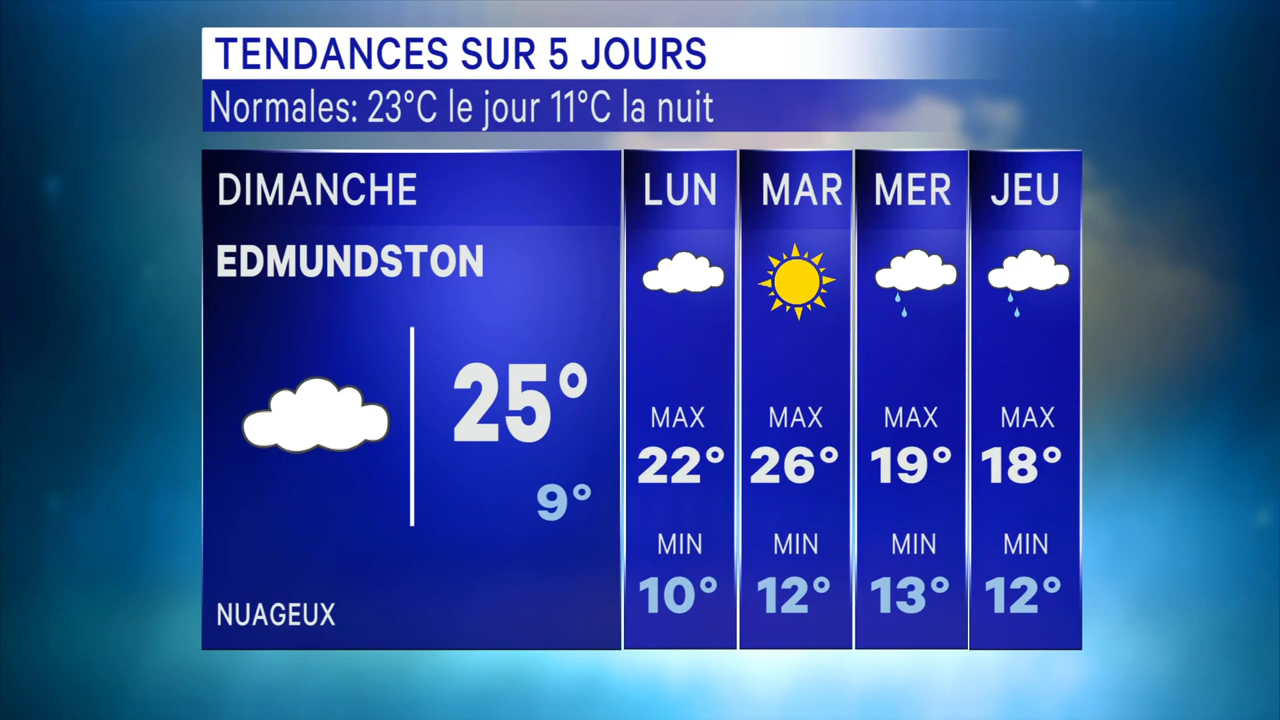 TENDANCES SUR 5 JOURS
Normales: 23°C le jour 11°C la nuit
DIMANCHE
EDMUNDSTON
25°
9°
NUAGEUX
LUN
MAX
22°
MIN
10°
MAR
MAX
26°
MIN
12°
MER
MAX
19°
MIN
13°
JEU
MAX
18°
MIN
12°